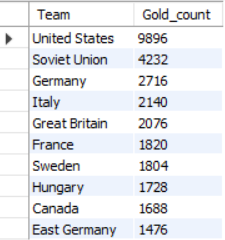 Team Gold_count
United States 9896
Soviet Union 4232
Germany 2716
Italy 2140
Great Britain 2076
France 1820
Sweden 1804
Hungary 1728
Canada 1688
East Germany 1476